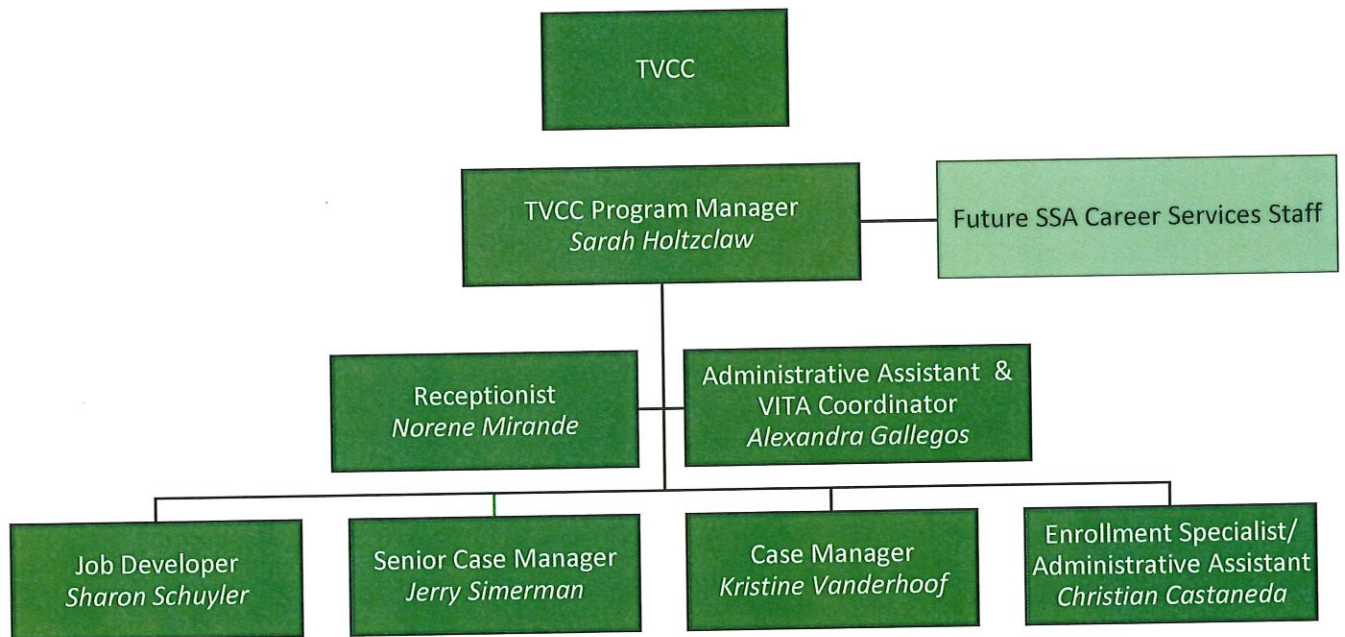 TVCC
TVCC Program Manager
Sarah Holtzclaw
Future SSA Career Services Staff
Receptionist
Norene Mirande
Administrative Assistant &
VITA Coordinator
Alexandra Gallegos
Job Developer
Sharon Schuyler
Senior Case Manager
Jerry Simerman
Case Manager
Kristine Vanderhoof
Enrollment Specialist/
Administrative Assistant
Christian Castaneda